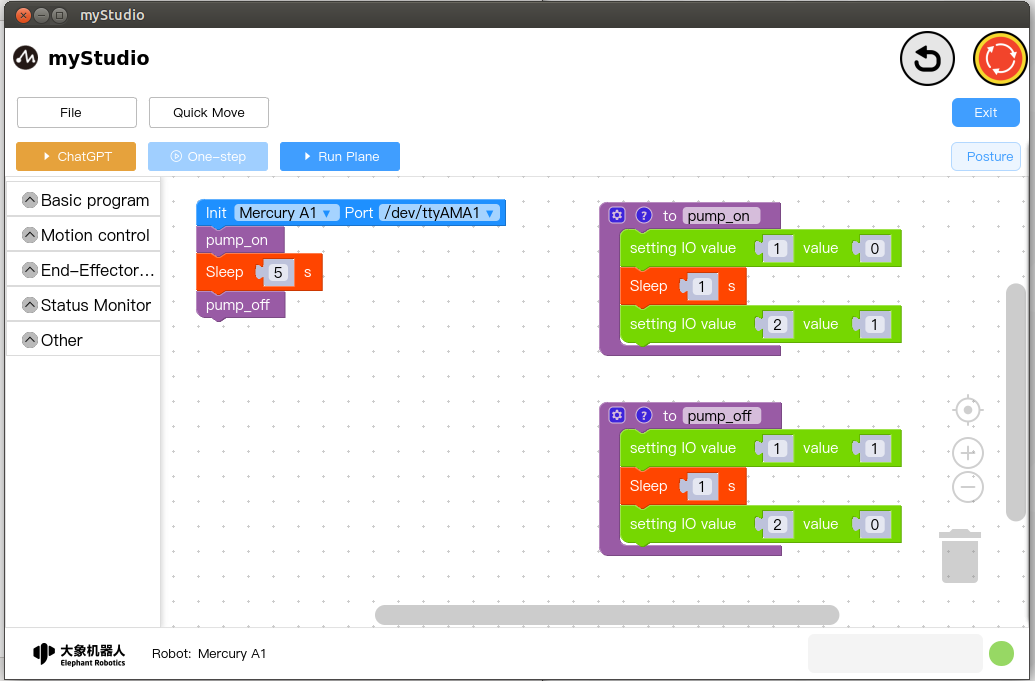 myStudio
myStudio
File
Quick Move
Exit
ChatGPT
One-step
Run Plane
Posture
Basic program
Motion control
End-Effector...
Status Monitor
Other
Init Mercury A1 Port /dev/ttyAMA1
pump_on
Sleep 5 s
pump_off
? to pump_on
setting IO value 1 value 0
Sleep 1 s
setting IO value 2 value 1
? to pump_off
setting IO value 1 value 1
Sleep 1 s
setting IO value 2 value 0
大象机器人
Elephant Robotics
Robot: Mercury A1